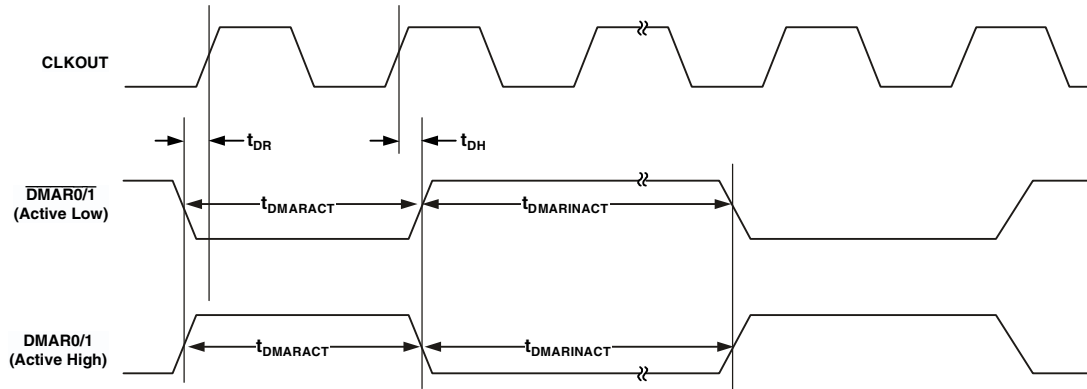 CLKOUT
tDR
tDH
DMAR0/1
(Active Low)
tDMARACT
tDMARINACT
DMAR0/1
(Active High)
tDMARACT
tDMARINACT